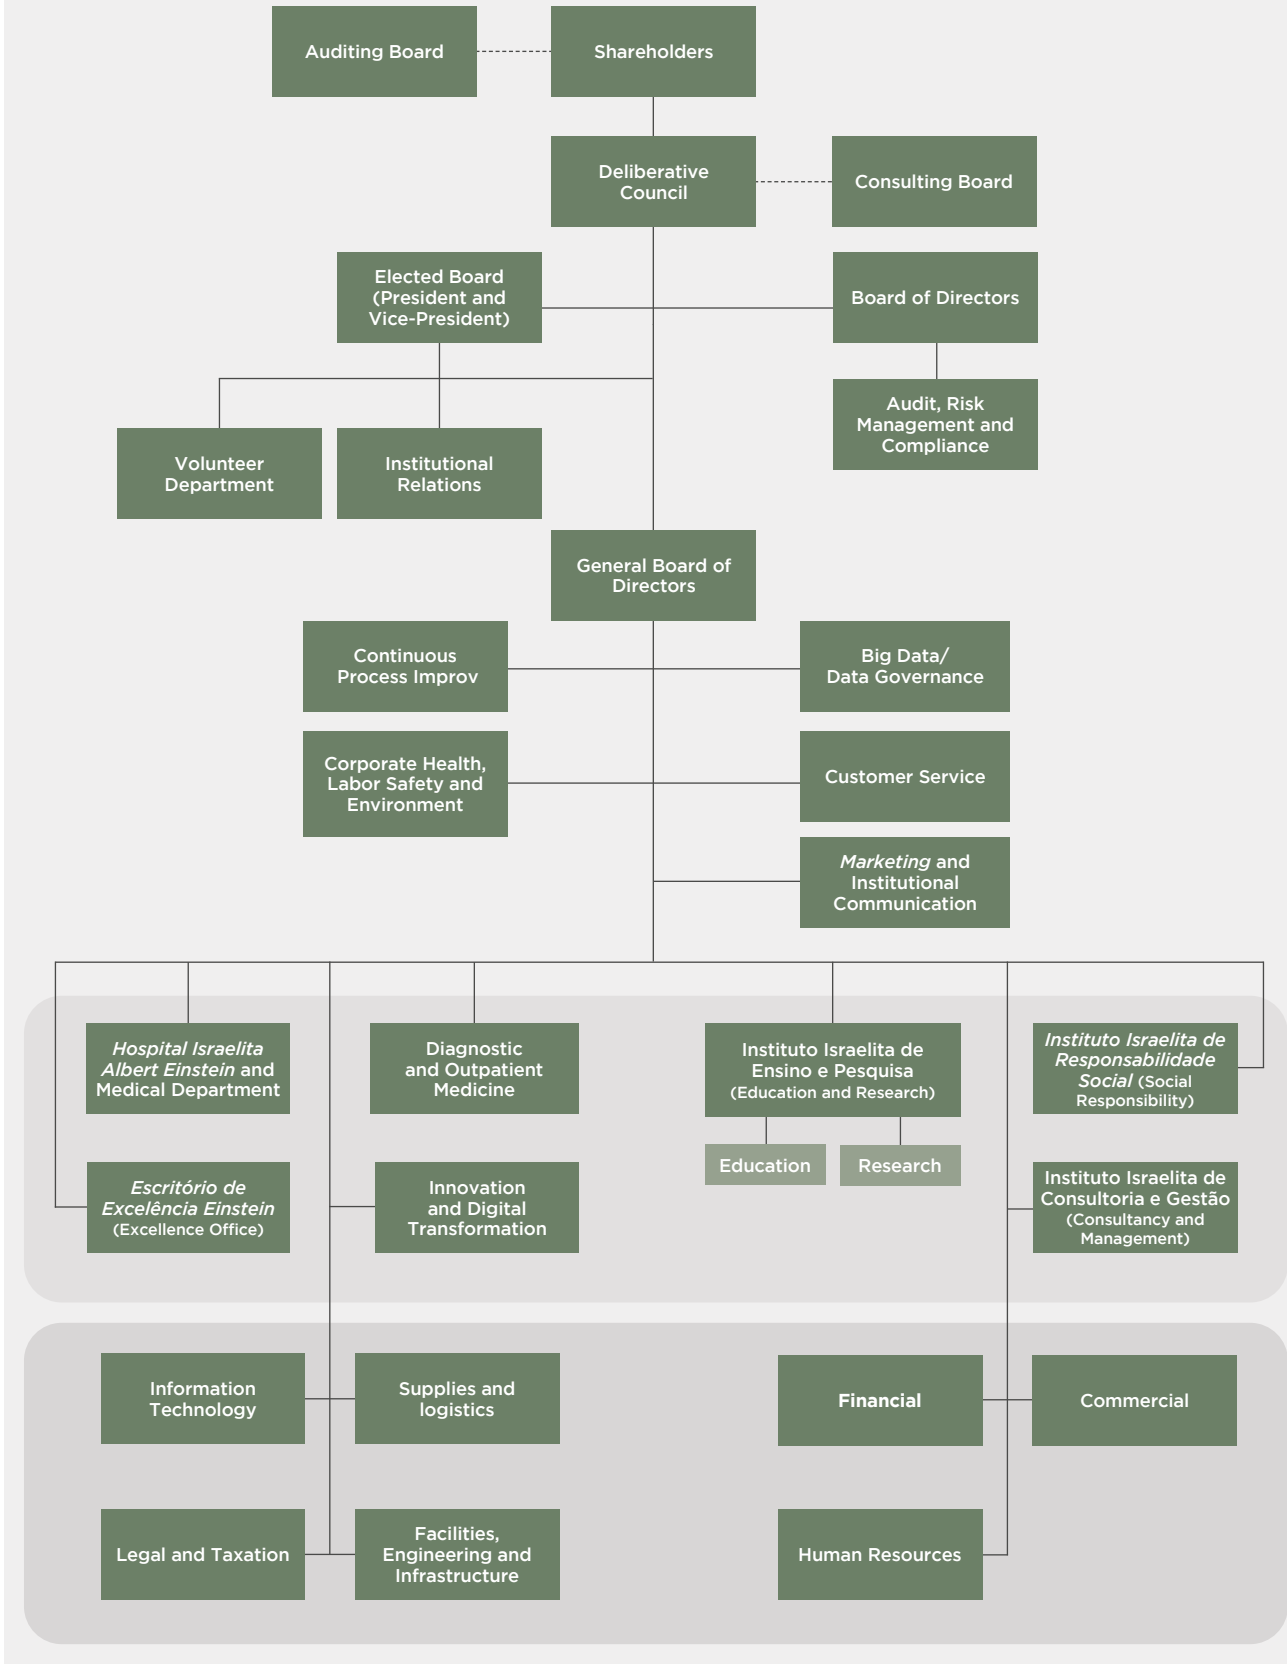 Auditing Board
Shareholders
Deliberative
Council
Consulting Board
Elected Board
(President and
Vice-President)
Board of Directors
Audit, Risk
Management and
Compliance
Volunteer
Department
Institutional
Relations
General Board of
Directors
Continuous
Process Improv
Big Data/
Data Governance
Corporate Health,
Labor Safety and
Environment
Customer Service
Marketing and
Institutional
Communication
Hospital Israelita
Albert Einstein and
Medical Department
Diagnostic
and Outpatient
Medicine
Instituto Israelita de
Ensino e Pesquisa
(Education and Research)
Instituto Israelita de
Responsabilidade
Social (Social
Responsibility)
Education
Research
Escritório de
Excelência Einstein
(Excellence Office)
Innovation
and Digital
Transformation
Instituto Israelita de
Consultoria e Gestão
(Consultancy and
Management)
Information
Technology
Supplies and
logistics
Financial
Commercial
Legal and Taxation
Facilities,
Engineering and
Infrastructure
Human Resources